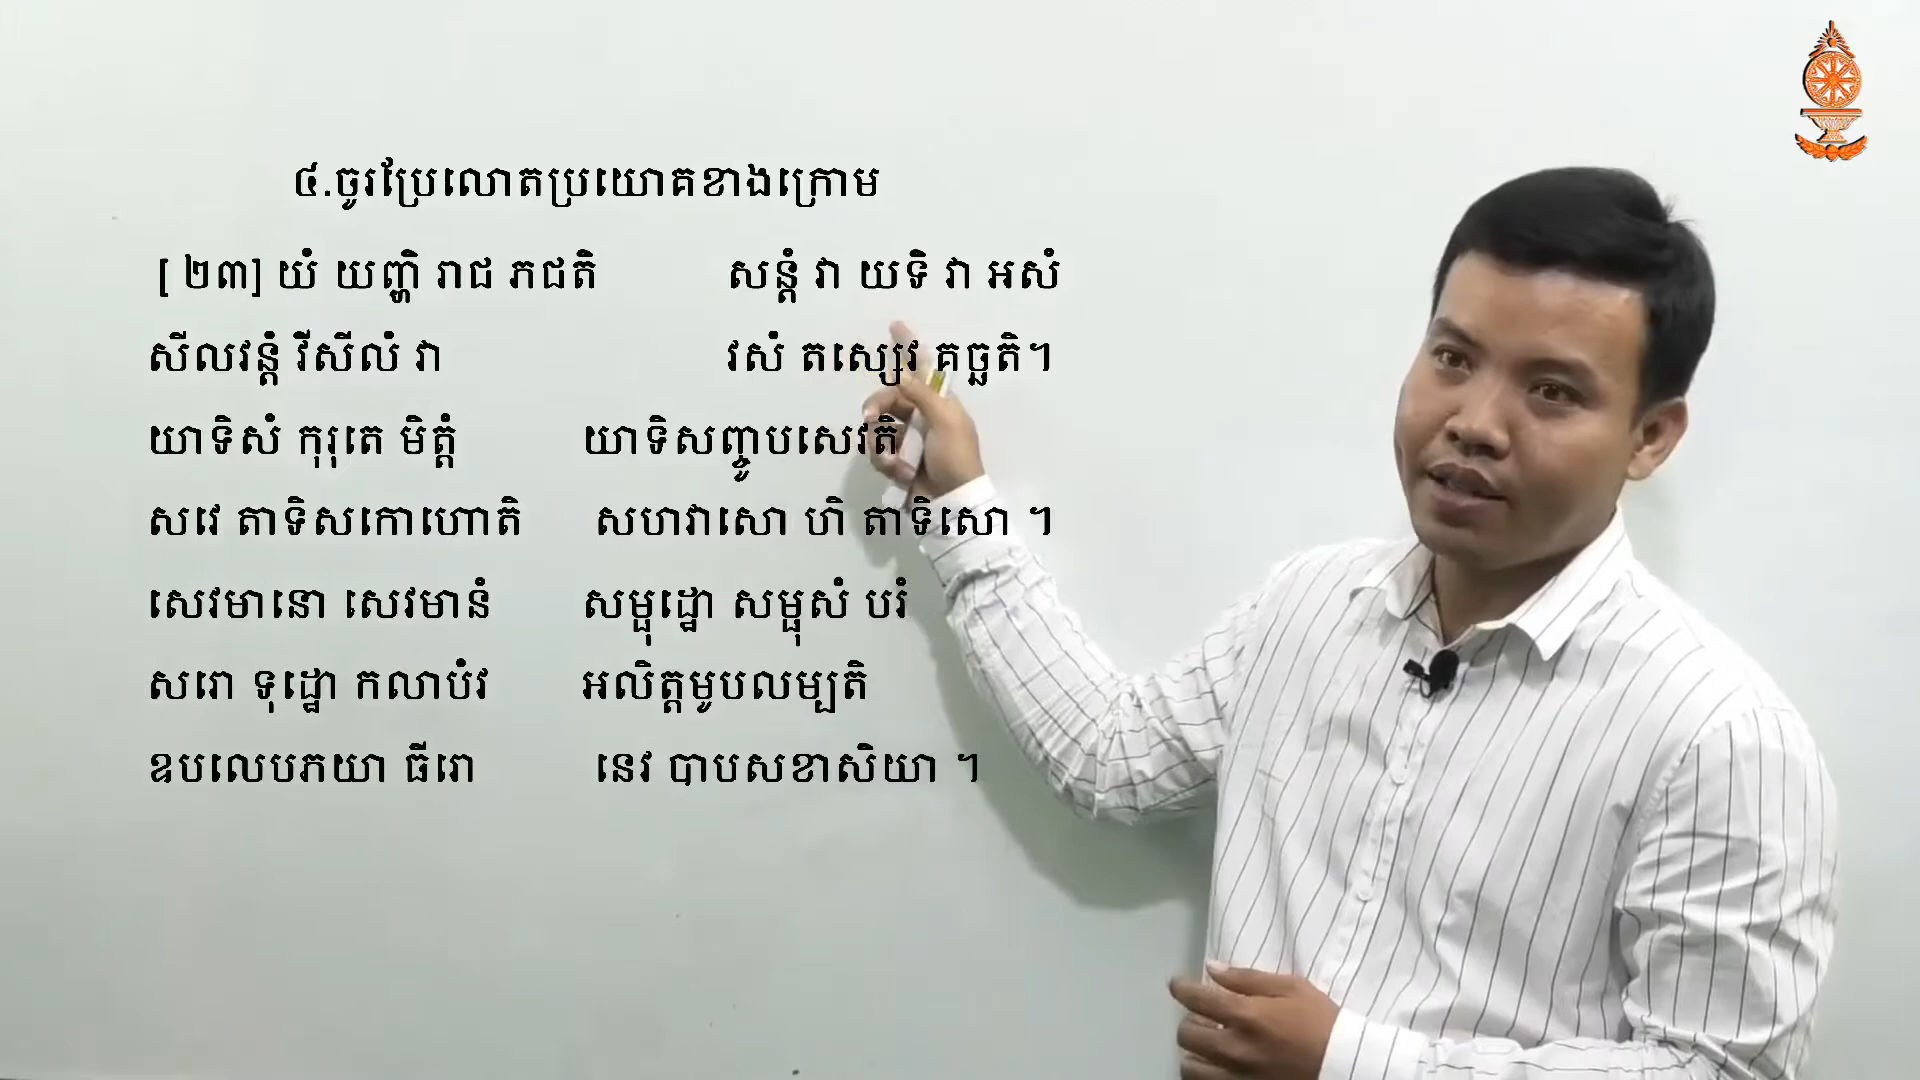 ៤.ចូរប្រែលោតប្រយោគខាងក្រោម
[ ២៣] យំ យញ្ហិ រាជ ភជតិ សន្តំ វា យទិ វា អសំ
សីលវន្តំ វិសីលំ វា វសំ តស្សេវ គច្ឆតិ។
យាទិសំ កុរុតេ មិត្តំ យាទិសញ្ចូបសេវតិ
សវេ តាទិសកោហោតិ សហវាសោ ហិ តាទិសោ ។
សេវមានោ សេវមានំ សម្ផុដ្ឋោ សម្ផុសំ បរំ
សរោ ទុដ្ឋោ កលាបំវ អលិត្តមូបលម្បតិ
ឧបលេបភយា ធីរោ នេវ បាបសខាសិយា ។